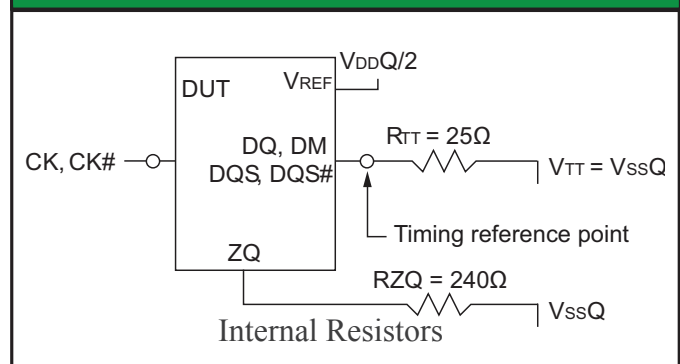 VDDQ/2
DUT
VREF
DQ, DM
RTT = 25Ω
CK, CK#
DQS, DQS#
VTT = VSSQ
Timing reference point
ZQ
RZQ = 240Ω
VSSQ
Internal Resistors